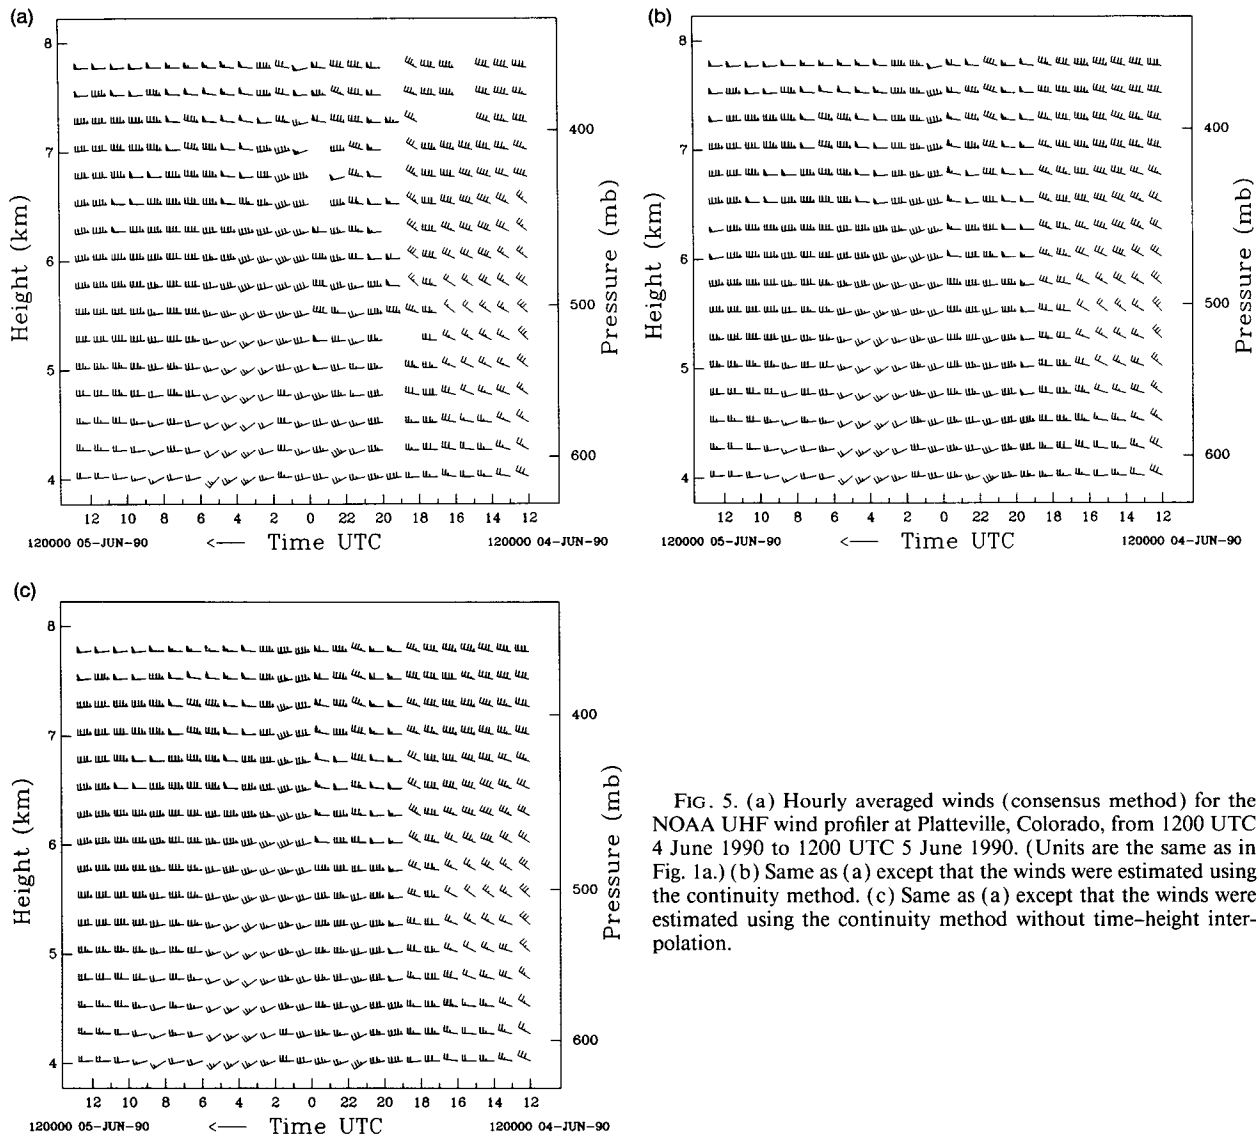 (a)
8
7
6
5
4
Height (km)
400
500
600
Pressure (mb)
12 10 8 6 4 2 0 22 20 18 16 14 12
120000 05-JUN-90 <— Time UTC 120000 04-JUN-90
(b)
8
7
6
5
4
Height (km)
400
500
600
Pressure (mb)
12 10 8 6 4 2 0 22 20 18 16 14 12
120000 05-JUN-90 <— Time UTC 120000 04-JUN-90
(c)
8
7
6
5
4
Height (km)
400
500
600
Pressure (mb)
12 10 8 6 4 2 0 22 20 18 16 14 12
120000 05-JUN-90 <— Time UTC 120000 04-JUN-90
FIG. 5. (a) Hourly averaged winds (consensus method) for the
NOAA UHF wind profiler at Platteville, Colorado, from 1200 UTC
4 June 1990 to 1200 UTC 5 June 1990. (Units are the same as in
Fig. 1a.) (b) Same as (a) except that the winds were estimated using
the continuity method. (c) Same as (a) except that the winds were
estimated using the continuity method without time–height inter-
polation.